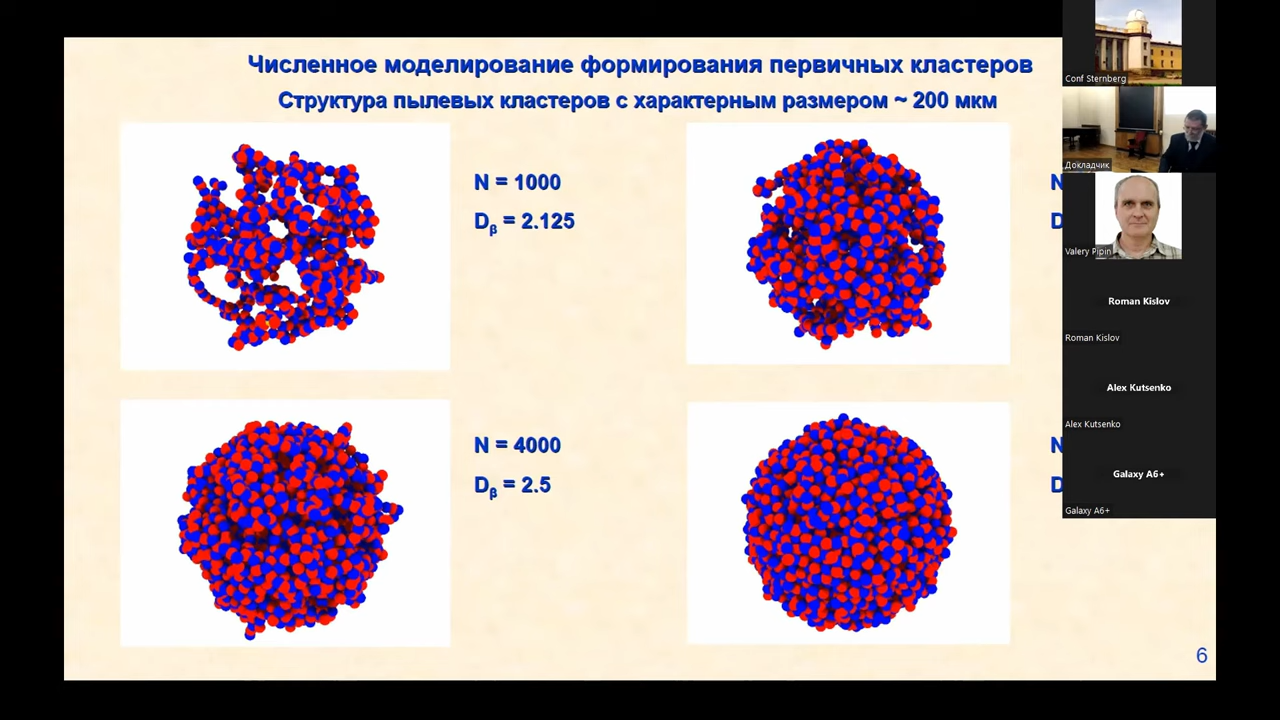 Численное моделирование формирования первичных кластеров
Структура пылевых кластеров с характерным размером ~ 200 мкм
N = 1000
Dβ = 2.125
N
D
N = 4000
Dβ = 2.5
N
D
6
Conf Sternberg
Докладчик
Valery Pipin
Roman Kislov
Roman Kislov
Alex Kutsenko
Alex Kutsenko
Galaxy A6+
Galaxy A6+